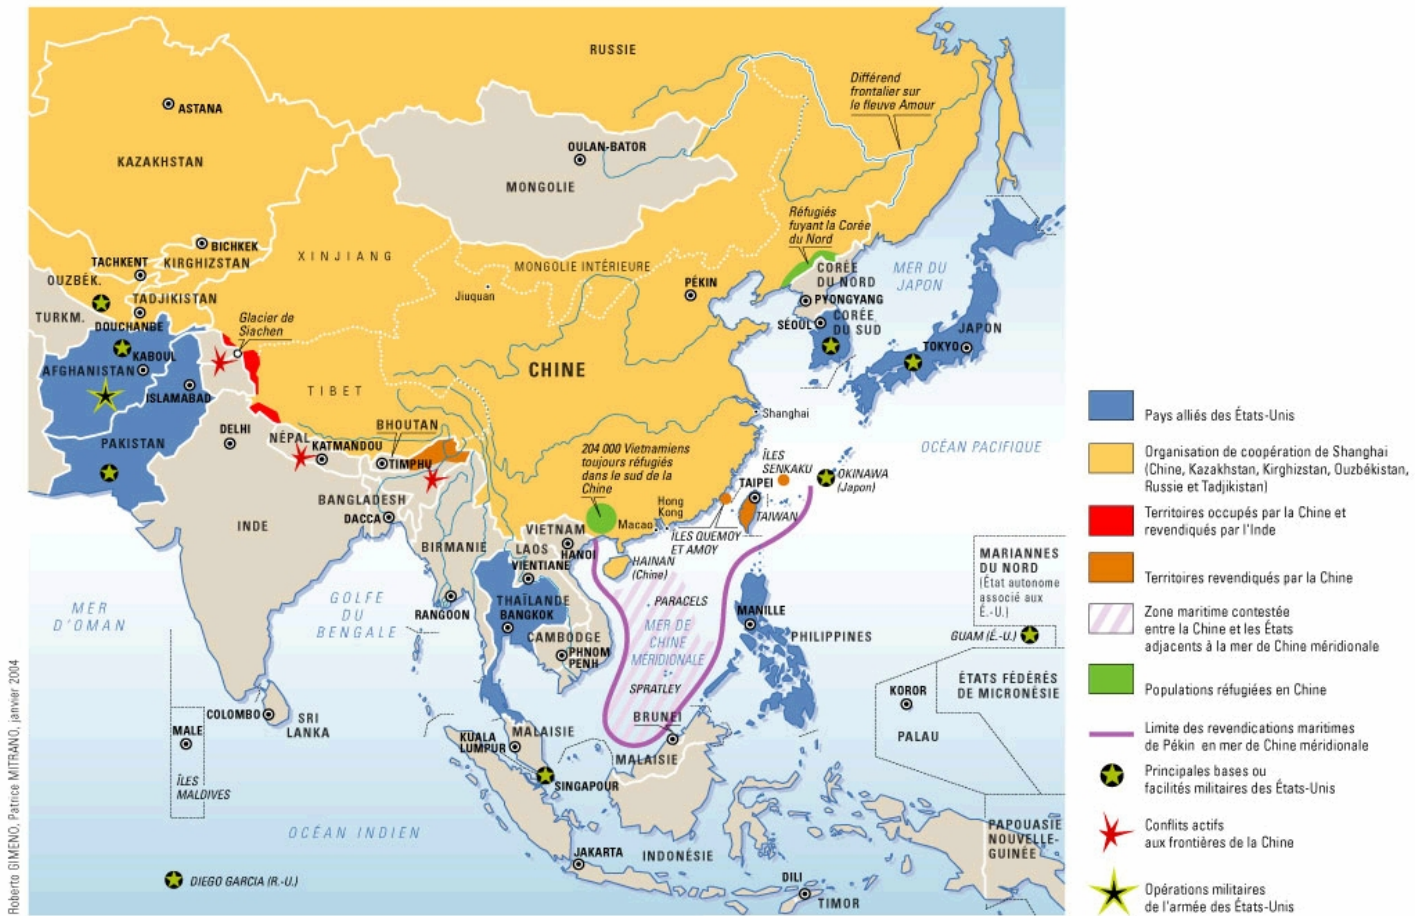 RUSSIE
Différend
frontalier sur
le fleuve Amour
ASTANA
KAZAKHSTAN
OULAN-BATOR
MONGOLIE
Réfugiés
fuyant la Corée
du Nord
BICHKEK
TACHKENT
KIRGHIZSTAN
XINJIANG
MONGOLIE INTÉRIEURE
MER DU
JAPON
CORÉE
DU NORD
OUZBÉK.
TADJIKISTAN
Jiuquan
PÉKIN
PYONGYANG
TURKM.
DOUCHANBE
Glacier de
Siachen
SÉOUL
CORÉE
DU SUD
JAPON
TOKYO
KABOUL
AFGHANISTAN
ISLAMABAD
CHINE
TIBET
PAKISTAN
DELHI
NÉPAL
KATMANDOU
BHOUTAN
TIMPHU
Shanghai
OCÉAN PACIFIQUE
204 000 Vietnamiens
toujours réfugiés
dans le sud de la
Chine
ÎLES
SENKAKU
TAIPEI
OKINAWA
(Japon)
TAIWAN
Hong
Kong
Macao
ÎLES QUEMOY
ET AMOY
BANGLADESH
DACCA
INDE
BIRMANIE
VIETNAM
LAOS
HANOI
VIENTIANE
HAINAN
(Chine)
MARIANNES
DU NORD
(État autonome
associé aux
É.-U.)
GUAM (É.-U.)
MER
D'OMAN
GOLFE
DU
BENGALE
RANGOON
THAÏLANDE
BANGKOK
CAMBODGE
PHNOM
PENH
PARACELS
MER DE
CHINE
MÉRIDIONALE
SPRATLEY
MANILLE
PHILIPPINES
COLOMBO
SRI
LANKA
MALE
ÎLES
MALDIVES
KUALA
LUMPUR
MALAISIE
SINGAPOUR
BRUNEI
MALAISIE
KOROR
PALAU
ÉTATS FÉDÉRÉS
DE MICRONÉSIE
OCÉAN INDIEN
DIEGO GARCIA (R.-U.)
JAKARTA
INDONÉSIE
DILI
TIMOR
PAPOUASIE
NOUVELLE-
GUINÉE
Pays alliés des États-Unis
Organisation de coopération de Shanghai
(Chine, Kazakhstan, Kirghizstan, Ouzbékistan,
Russie et Tadjikistan)
Territoires occupés par la Chine et
revendiqués par l'Inde
Territoires revendiqués par la Chine
Zone maritime contestée
entre la Chine et les États
adjacents à la mer de Chine méridionale
Populations réfugiées en Chine
Limite des revendications maritimes
de Pékin en mer de Chine méridionale
Principales bases ou
facilités militaires des États-Unis
Conflits actifs
aux frontières de la Chine
Opérations militaires
de l'armée des États-Unis
Roberto GIMENO, Patrice MITRANO, janvier 2004